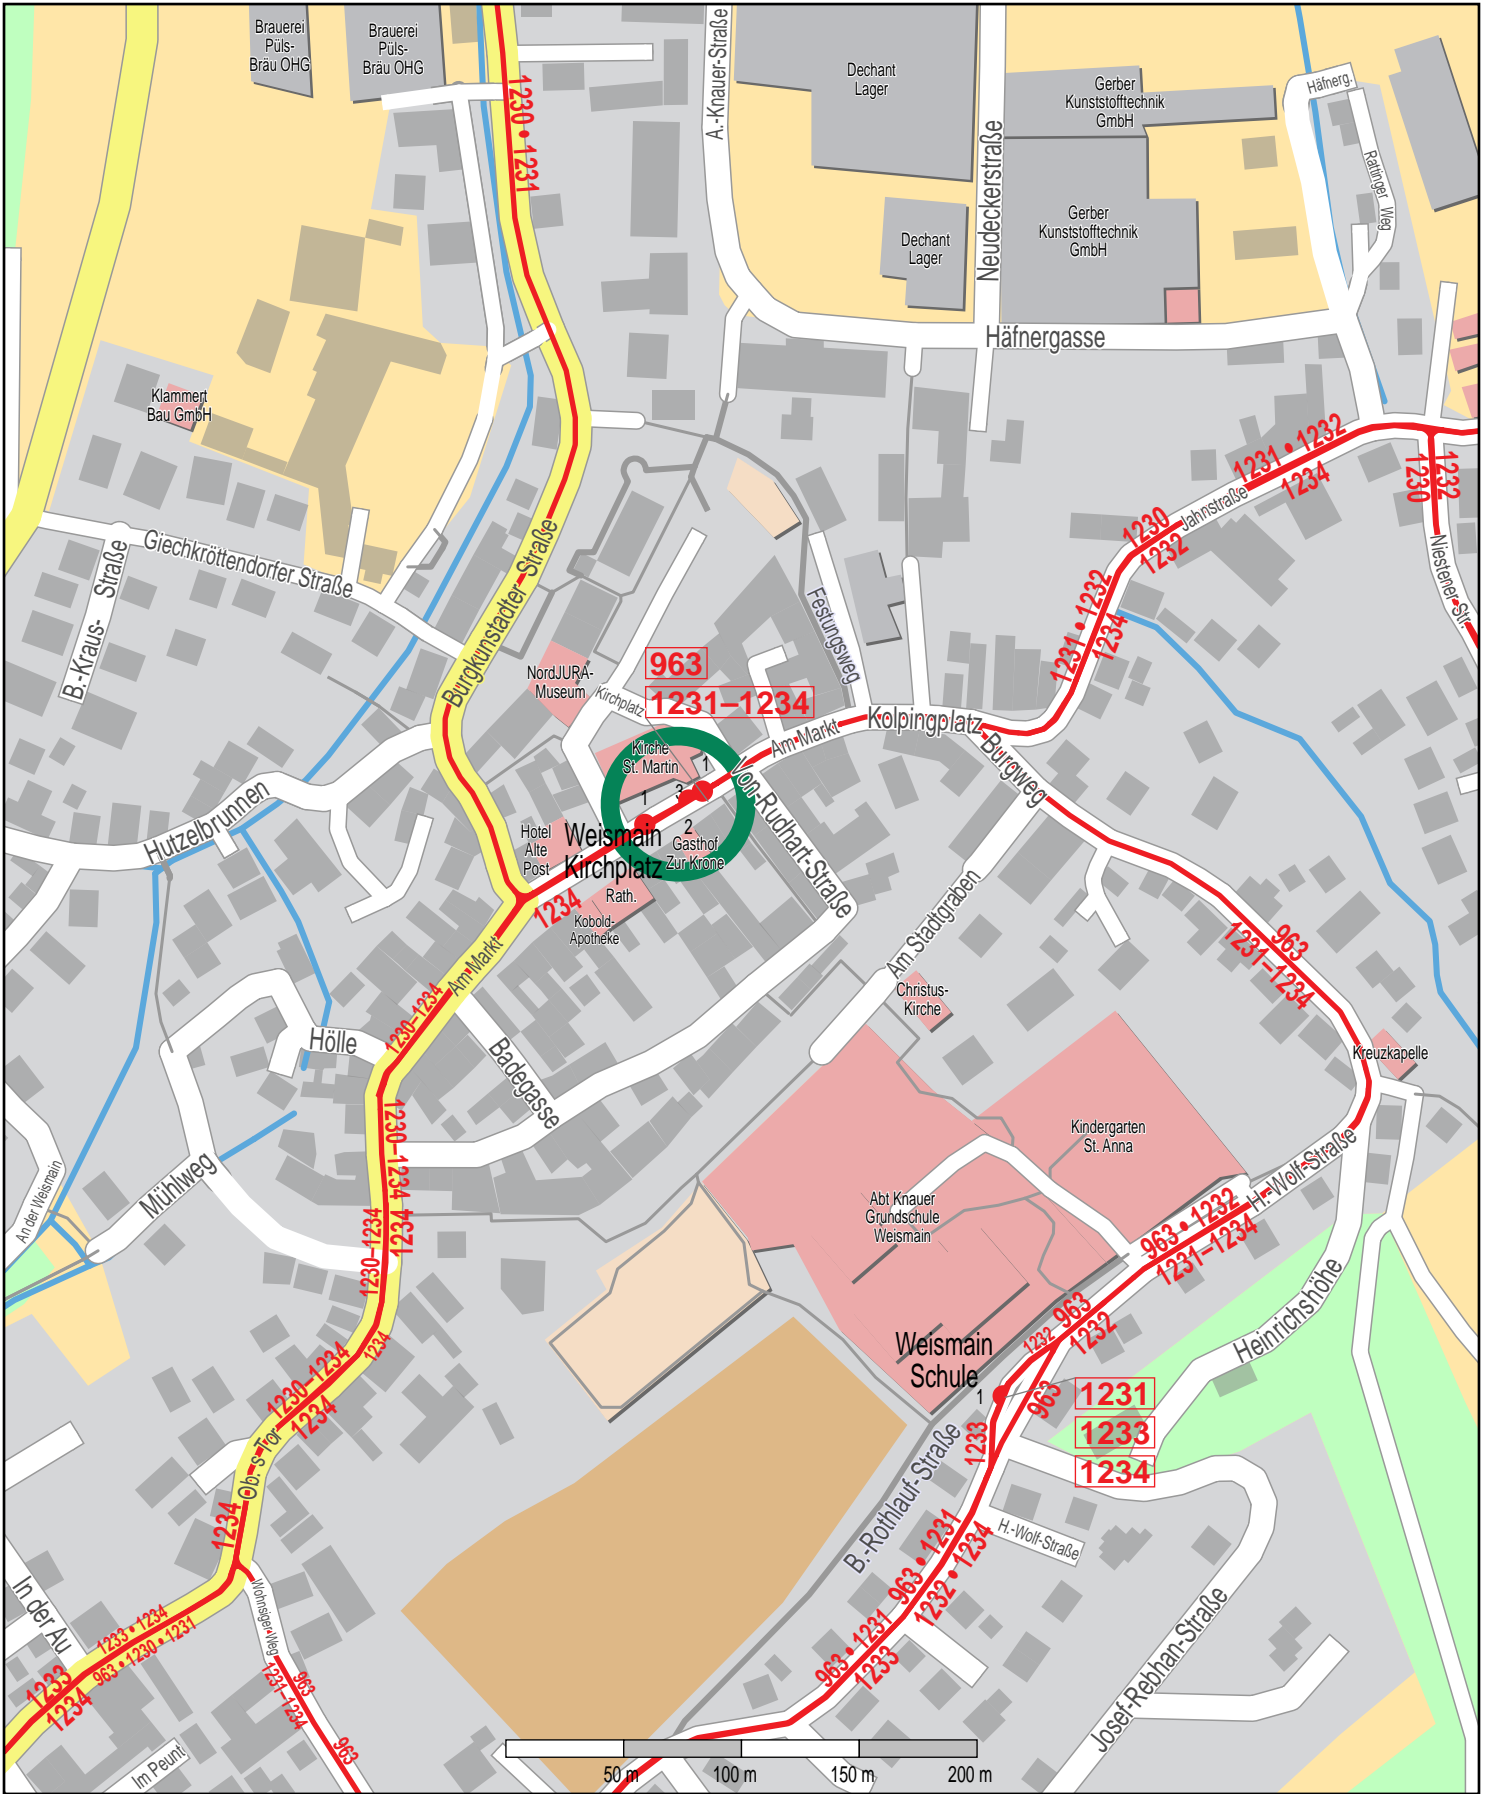 Brauerei
Püls-
Bräu OHG
Brauerei
Püls-
Bräu OHG
1230 • 1231
A.-Knauer-Straße
Dechant
Lager
Neudeckerstraße
Gerber
Kunststofftechnik
GmbH
Häfnerg.
Rattinger Weg
Dechant
Lager
Gerber
Kunststofftechnik
GmbH
Häfnergasse
Klammert
Bau GmbH
1231 • 1232
1234
1230
1232
Jahnstraße
1230
1232
Niestener Str.
Giechkröttendorfer Straße
B.-Kraus- Straße
Burgkunstadter Straße
Festungsweg
1231 • 1232
1234
NordJURA-
Museum
Kirchplatz
963
1231–1234
Am Markt
Kolpingplatz
Burgweg
Kirche
St. Martin
1
1
3
2
Von-Rudhart-Straße
Hutzelbrunnen
Hotel
Alte
Post
Weismain
Kirchplatz
Gasthof
Zur Krone
Rath.
Kobold-
Apotheke
1234
Am Markt
Am Stadtgraben
963
1231–1234
Christus-
Kirche
1230–1234
Hölle
Badegasse
Kreuzkapelle
Kindergarten
St. Anna
1230–1234
Mühlweg
An der Weismain
Abt Knauer
Grundschule
Weismain
H.-Wolf-Straße
963 • 1232
1231–1234
1230–1234
1234
Heinrichshöhe
963
1232
1232
Weismain
Schule
1
963
1233
1231
1233
1234
1230–1234
1234
1234
Ob. s Tor
1234
B.-Rothlauf-Straße
963 • 1231
1232 • 1234
H.-Wolf-Straße
In der Au
Wohnsiger Weg
1233 • 1234
963 • 1230 • 1231
1233
1234
963
1231–1234
963
963 • 1231
1233
Josef-Rebhan-Straße
Im Peunt
50 m
100 m
150 m
200 m